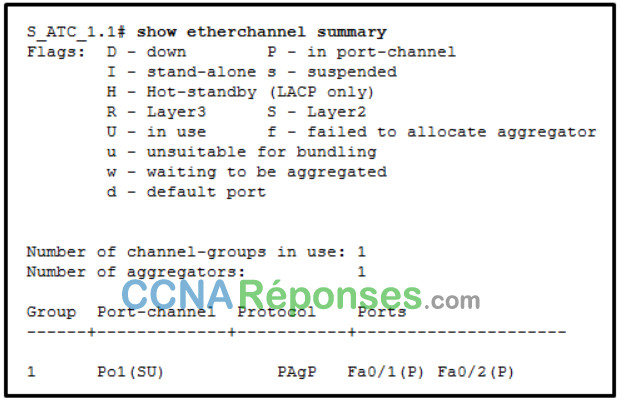 S_ATC_1.1# show etherchannel summary
Flags: D - down P - in port-channel
I - stand-alone s - suspended
H - Hot-standby (LACP only)
R - Layer3 S - Layer2
U - in use f - failed to allocate aggregator
u - unsuitable for bundling
w - waiting to be aggregated
d - default port
Number of channel-groups in use: 1
Number of aggregators: 1
CCNARéponses.com
Group Port-channel Protocol Ports
------+-------------+-----------+---------------------
1 Po1(SU) PAgP Fa0/1(P) Fa0/2(P)